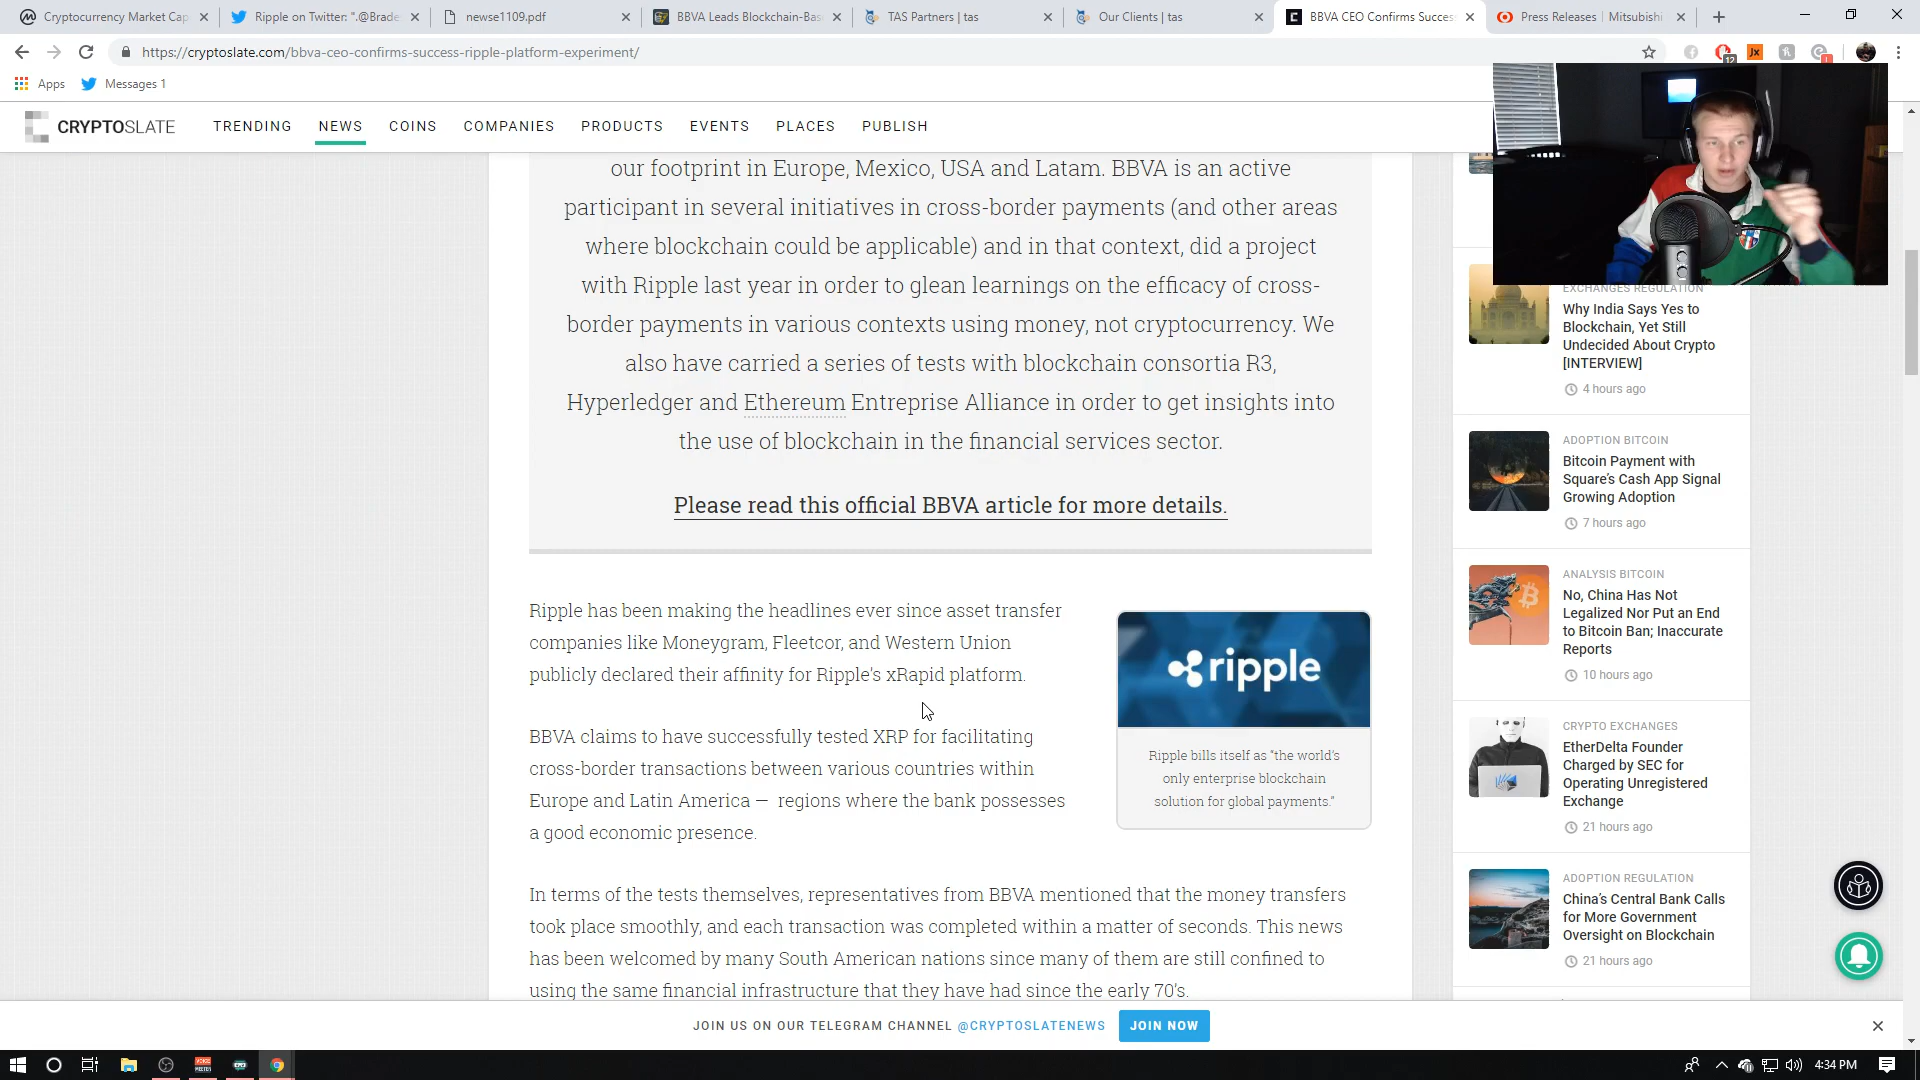 Cryptocurrency Market Cap
Ripple on Twitter: ".@Brade
newse1109.pdf
BBVA Leads Blockchain-Bas
TAS Partners | tas
Our Clients | tas
BBVA CEO Confirms Succes
Press Releases | Mitsubishi
https://cryptoslate.com/bbva-ceo-confirms-success-ripple-platform-experiment/
12
Jx
Apps
Messages 1
CRYPTOSLATE
TRENDING
NEWS
COINS
COMPANIES
PRODUCTS
EVENTS
PLACES
PUBLISH
our footprint in Europe, Mexico, USA and Latam. BBVA is an active
participant in several initiatives in cross-border payments (and other areas
where blockchain could be applicable) and in that context, did a project
with Ripple last year in order to glean learnings on the efficacy of cross-
border payments in various contexts using money, not cryptocurrency. We
also have carried a series of tests with blockchain consortia R3,
Hyperledger and Ethereum Entreprise Alliance in order to get insights into
the use of blockchain in the financial services sector.
Please read this official BBVA article for more details.
Ripple has been making the headlines ever since asset transfer
companies like Moneygram, Fleetcor, and Western Union
publicly declared their affinity for Ripple's xRapid platform.
BBVA claims to have successfully tested XRP for facilitating
cross-border transactions between various countries within
Europe and Latin America — regions where the bank possesses
a good economic presence.
ripple
Ripple bills itself as "the world's
only enterprise blockchain
solution for global payments."
In terms of the tests themselves, representatives from BBVA mentioned that the money transfers
took place smoothly, and each transaction was completed within a matter of seconds. This news
has been welcomed by many South American nations since many of them are still confined to
using the same financial infrastructure that they have had since the early 70's.
EXCHANGES REGULATION
Why India Says Yes to
Blockchain, Yet Still
Undecided About Crypto
[INTERVIEW]
4 hours ago
ADOPTION BITCOIN
Bitcoin Payment with
Square's Cash App Signal
Growing Adoption
7 hours ago
ANALYSIS BITCOIN
No, China Has Not
Legalized Nor Put an End
to Bitcoin Ban; Inaccurate
Reports
10 hours ago
CRYPTO EXCHANGES
EtherDelta Founder
Charged by SEC for
Operating Unregistered
Exchange
21 hours ago
ADOPTION REGULATION
China's Central Bank Calls
for More Government
Oversight on Blockchain
21 hours ago
JOIN US ON OUR TELEGRAM CHANNEL @CRYPTOSLATENEWS
JOIN NOW
4:34 PM